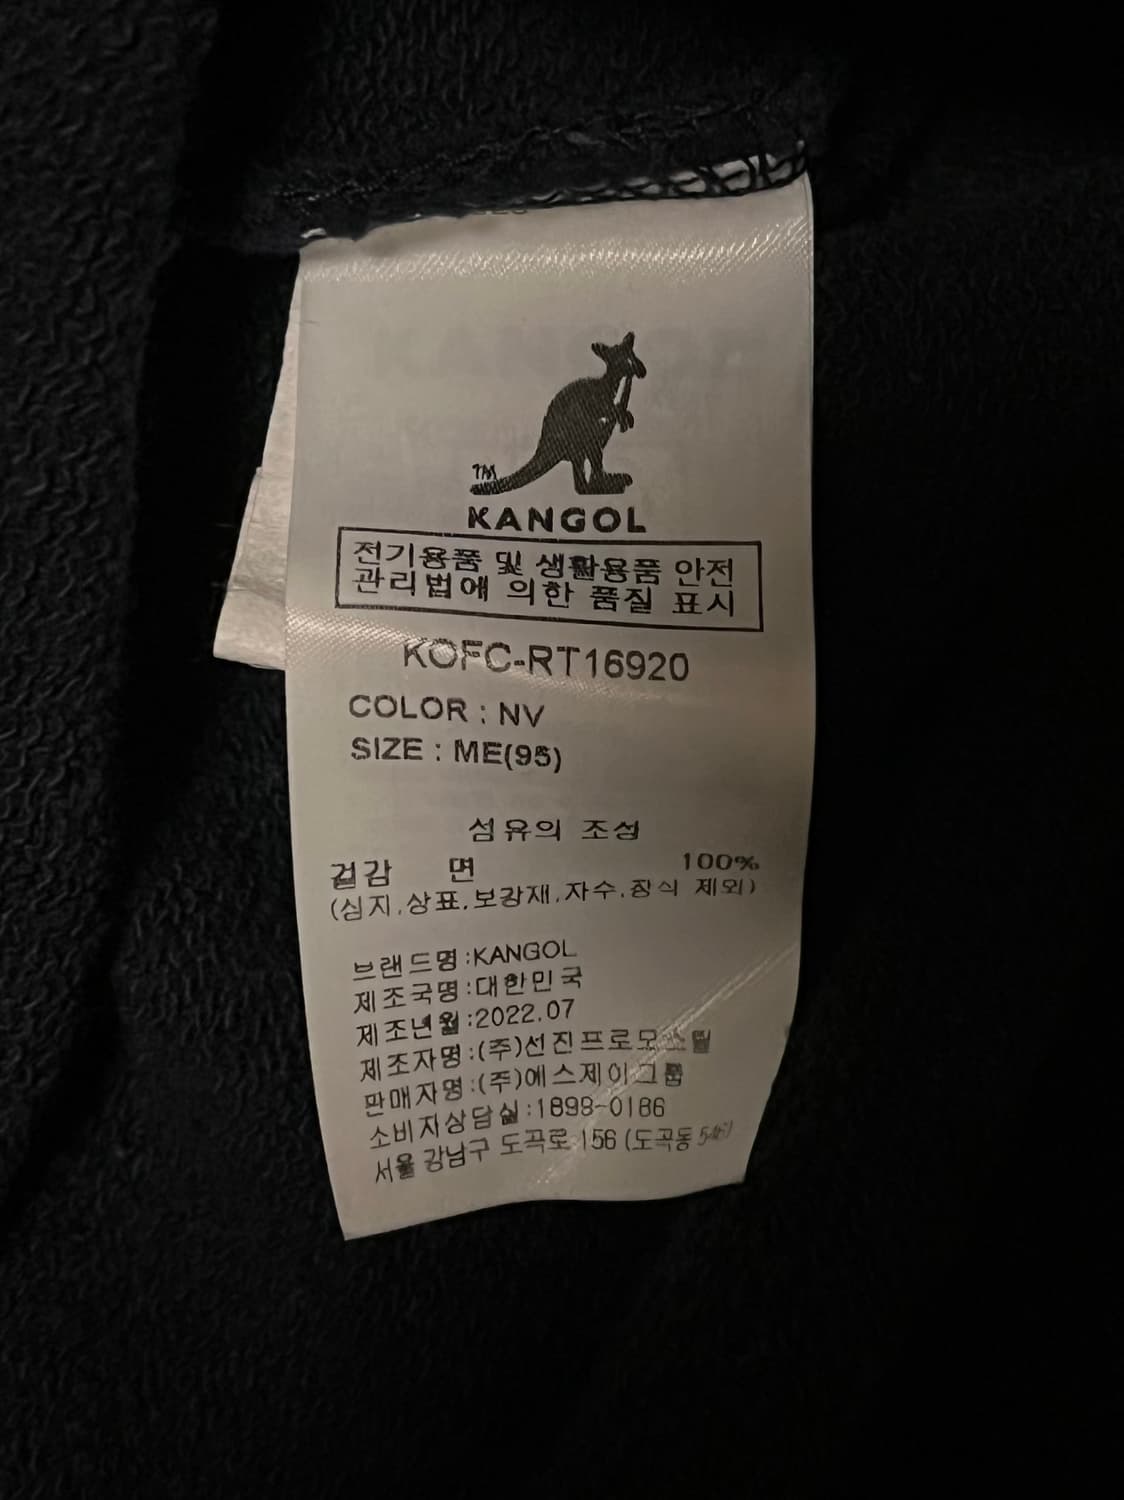 TM
KANGOL
전기용품 및 생활용품 안전
관리법에 의한 품질 표시
KOFC-RT16920
COLOR : NV
SIZE : ME(95)
섬유의 조성
겉감 면 100%
(심지,상표,보강재,자수,장식 제외)
브랜드명:KANGOL
제조국명:대한민국
제조년월:2022.07
제조자명:(주)선진프로모스틸
판매자명:(주)에스제이그룹
소비자상담실:1898-0186
서울 강남구 도곡로 156 (도곡동